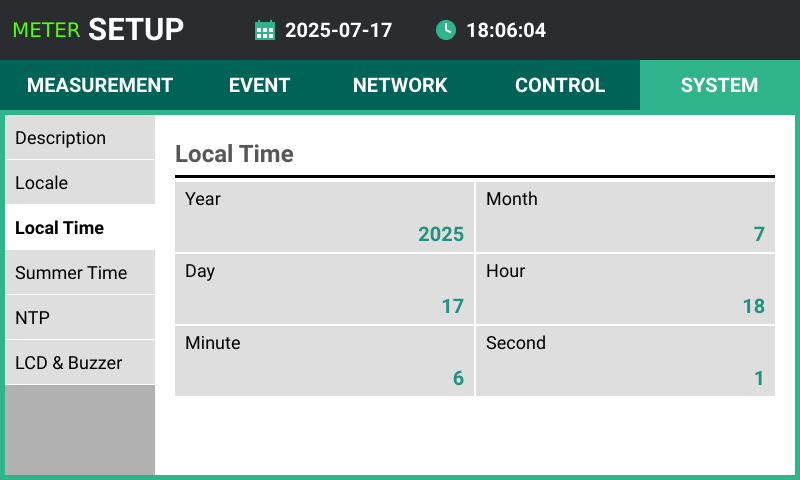 METER SETUP 2025-07-17 18:06:04
MEASUREMENT EVENT NETWORK CONTROL SYSTEM
Description
Locale
Local Time
Summer Time
NTP
LCD & Buzzer
Local Time
Year Month
2025 7
Day Hour
17 18
Minute Second
6 1